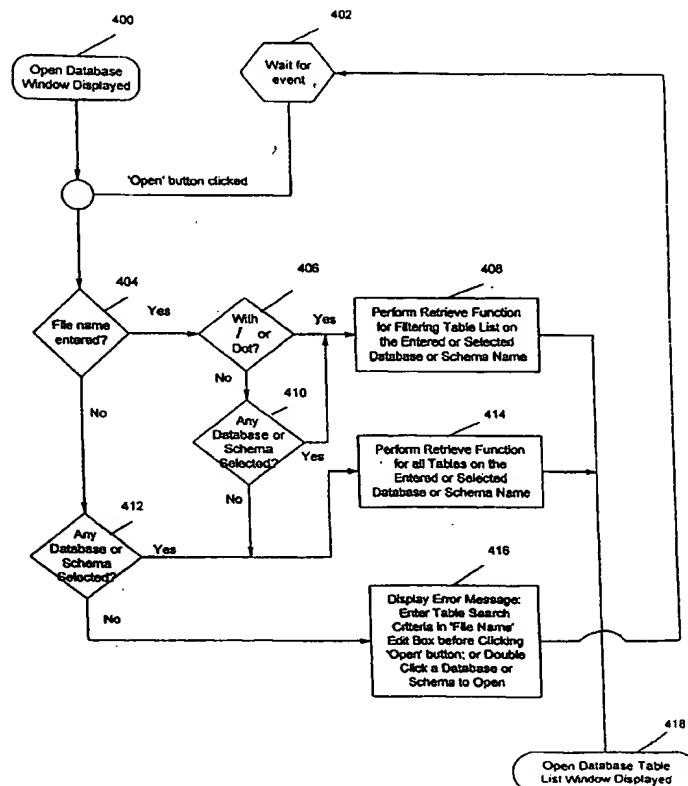 400
Open Database
Window Displayed
402
Wait for
event
'Open' button clicked
404
File name
entered?
Yes
No
406
With
/ or
Dot?
Yes
No
408
Perform Retrieve Function
for Filtering Table List on
the Entered or Selected
Database or Schema Name
410
Any
Database or
Schema
Selected?
Yes
No
414
Perform Retrieve Function
for all Tables on the
Entered or Selected
Database or Schema Name
412
Any
Database or
Schema
Selected?
Yes
No
416
Display Error Message:
Enter Table Search
Criteria in 'File Name'
Edit Box before Clicking
'Open' button; or Double
Click a Database or
Schema to Open
418
Open Database Table
List Window Displayed